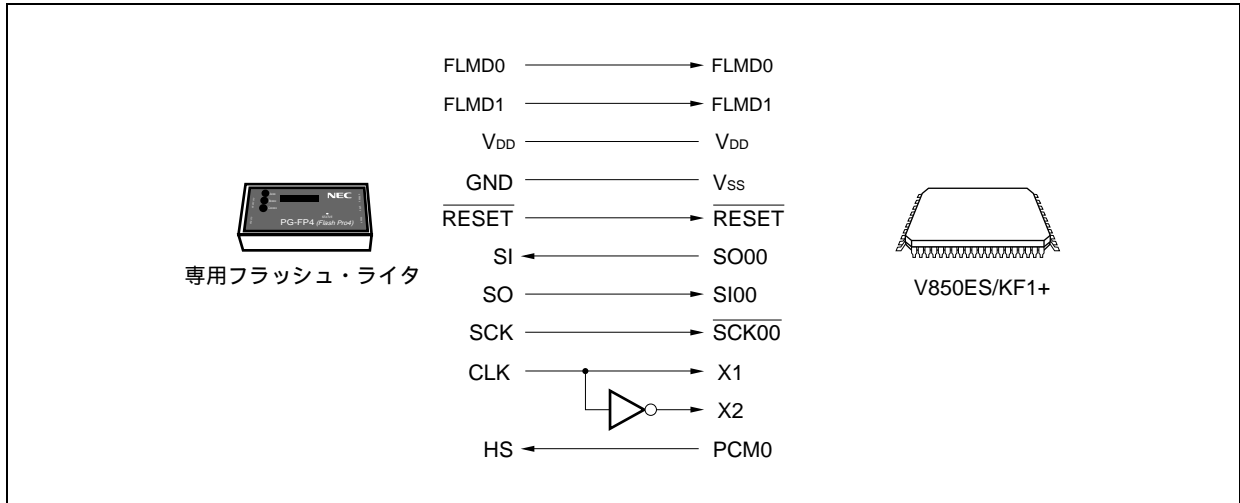 FLMD0 FLMD0
FLMD1 FLMD1
VDD VDD
GND VSS
RESET RESET
SI SO00
SO SI00
SCK SCK00
CLK X1
X2
HS PCM0
NEC
PG-FP4 (Flash Pro4)
専用フラッシュ・ライタ
V850ES/KF1+